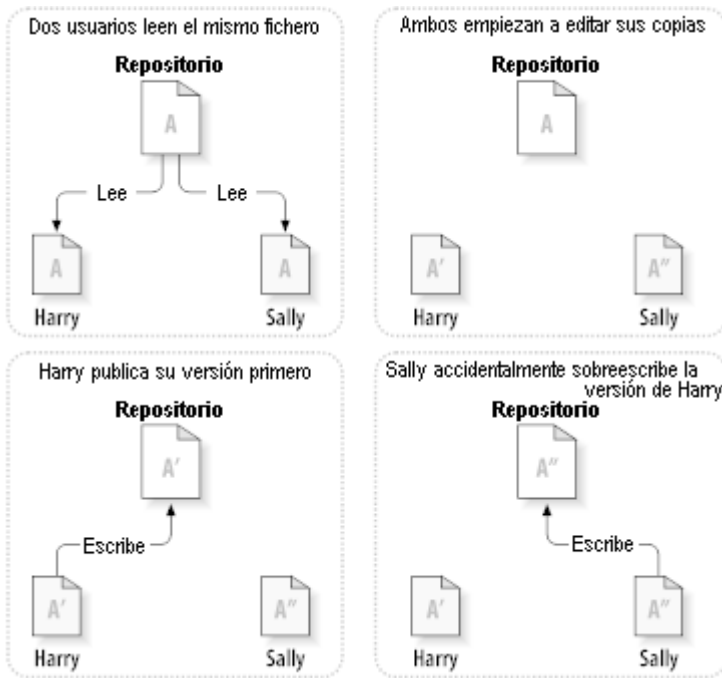 Dos usuarios leen el mismo fichero
Repositorio
A
Lee
Lee
A
A
Harry
Sally
Ambos empiezan a editar sus copias
Repositorio
A
A'
A"
Harry
Sally
Harry publica su versión primero
Repositorio
A'
Escribe
A'
A"
Harry
Sally
Sally accidentalmente sobreescribe la
versión de Harry
Repositorio
A"
Escribe
A'
A"
Harry
Sally